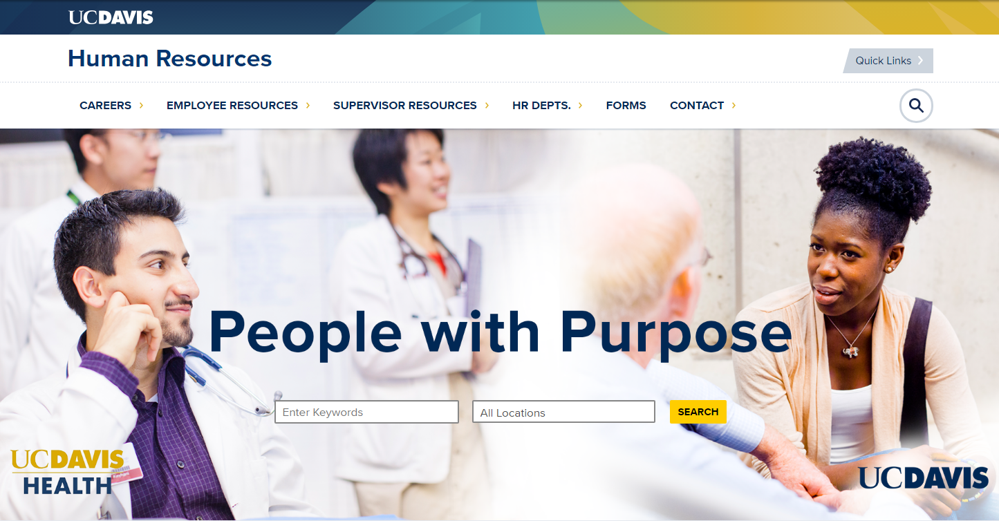 UCDAVIS
Human Resources
Quick Links
CAREERS
EMPLOYEE RESOURCES
SUPERVISOR RESOURCES
HR DEPTS.
FORMS
CONTACT
People with Purpose
Enter Keywords
All Locations
SEARCH
UCDAVIS
HEALTH
UCDAVIS